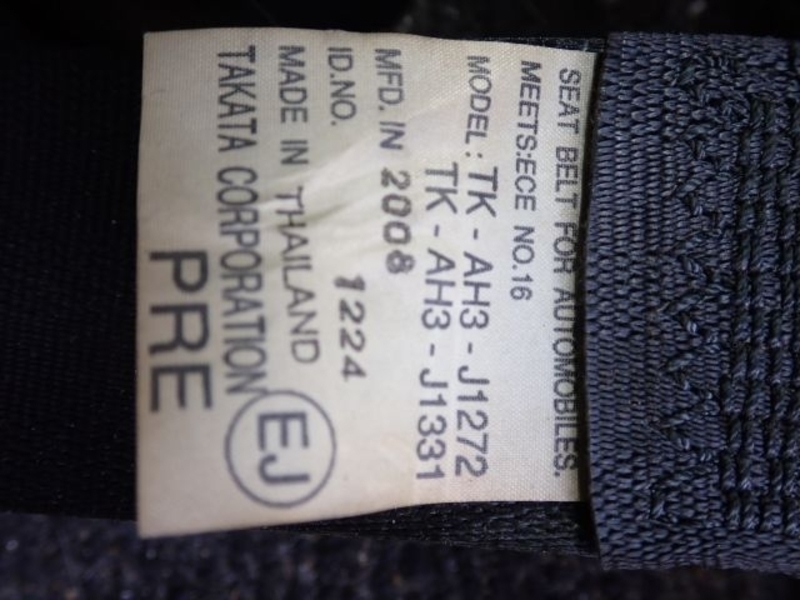 SEAT BELT FOR AUTOMOBILES.
MEETS:ECE NO.16
MODEL: TK - AH3 - J1272
TK - AH3 - J1331
MFD. IN 2008
ID.NO. 1224
MADE IN THAILAND
TAKATA CORPORATION
EJ
PRE